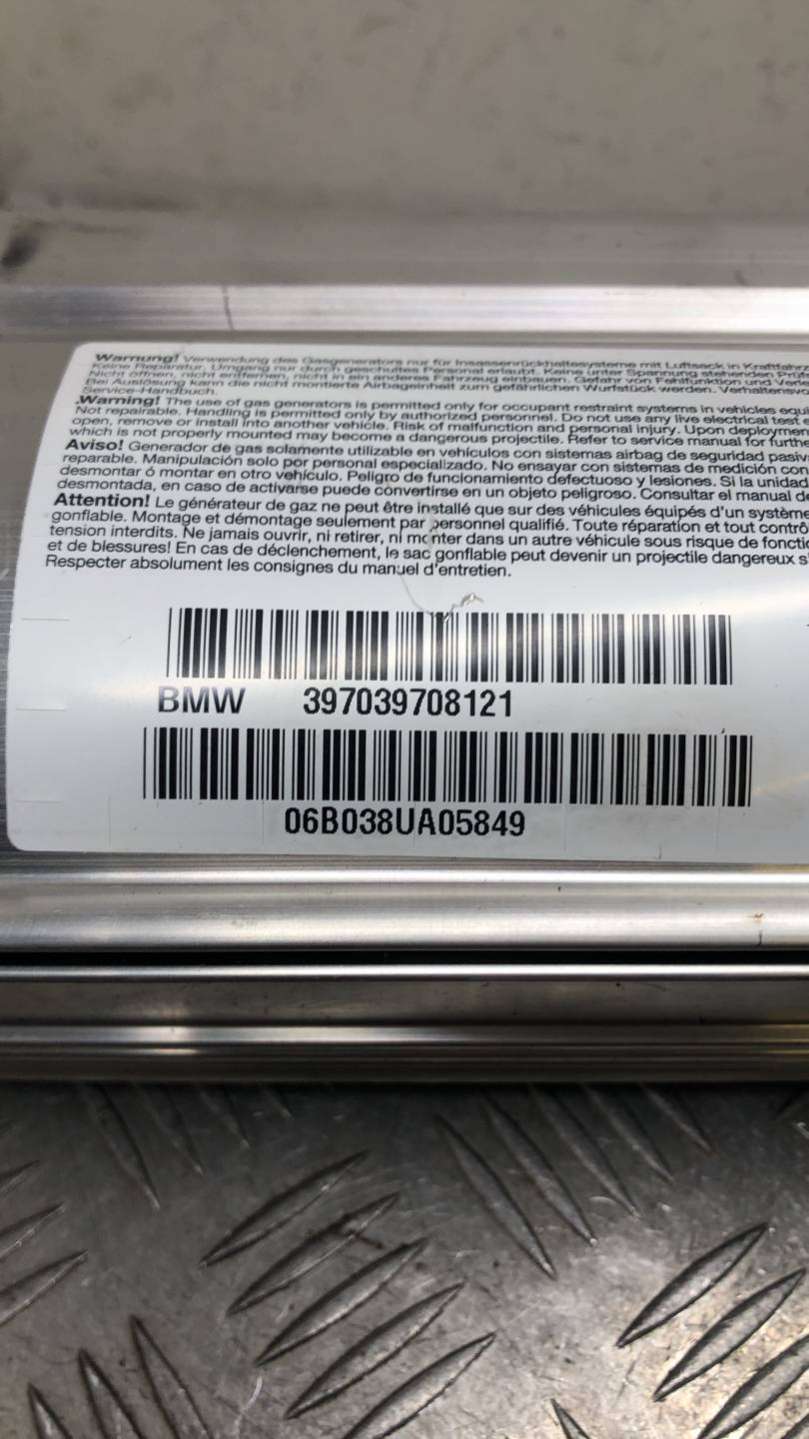 Warnung! Verwendung des Gasgenerators nur für Insassenrückhaltesysteme mit Luftsack in
Keine Reparatur. Umgang nur durch geschultes Personal erlaubt. Keine unter Spannung stehenden
Nicht öffnen, nicht entfernen, nicht in ein anderes Fahrzeug einbauen. Gefahr von Fehlfunktion und
Bei Auslösung kann die nicht montierte Airbageinheit zum gefährlichen Wurfstück werden.
Service-Handbuch.
Warning! The use of gas generators is permitted only for occupant restraint systems in vehicles equi
Not repairable. Handling is permitted only by authorized personnel. Do not use any live electrical test e
open, remove or install into another vehicle. Risk of malfunction and personal injury. Upon deploymen
which is not properly mounted may become a dangerous projectile. Refer to service manual for furthe
Aviso! Generador de gas solamente utilizable en vehículos con sistemas airbag de seguridad pasiv
reparable. Manipulación solo por personal especializado. No ensayar con sistemas de medición con
desmontar ó montar en otro vehículo. Peligro de funcionamiento defectuoso y lesiones. Si la unidad
desmontada, en caso de activarse puede convertirse en un objeto peligroso. Consultar el manual de
Attention! Le générateur de gaz ne peut être installé que sur des véhicules équipés d'un système
gonflable. Montage et démontage seulement par personnel qualifié. Toute réparation et tout contrô
tension interdits. Ne jamais ouvrir, ni retirer, ni monter dans un autre véhicule sous risque de fonctio
et de blessures! En cas de déclenchement, le sac gonflable peut devenir un projectile dangereux s'
Respecter absolument les consignes du manuel d'entretien.
BMW 397039708121
06B038UA05849